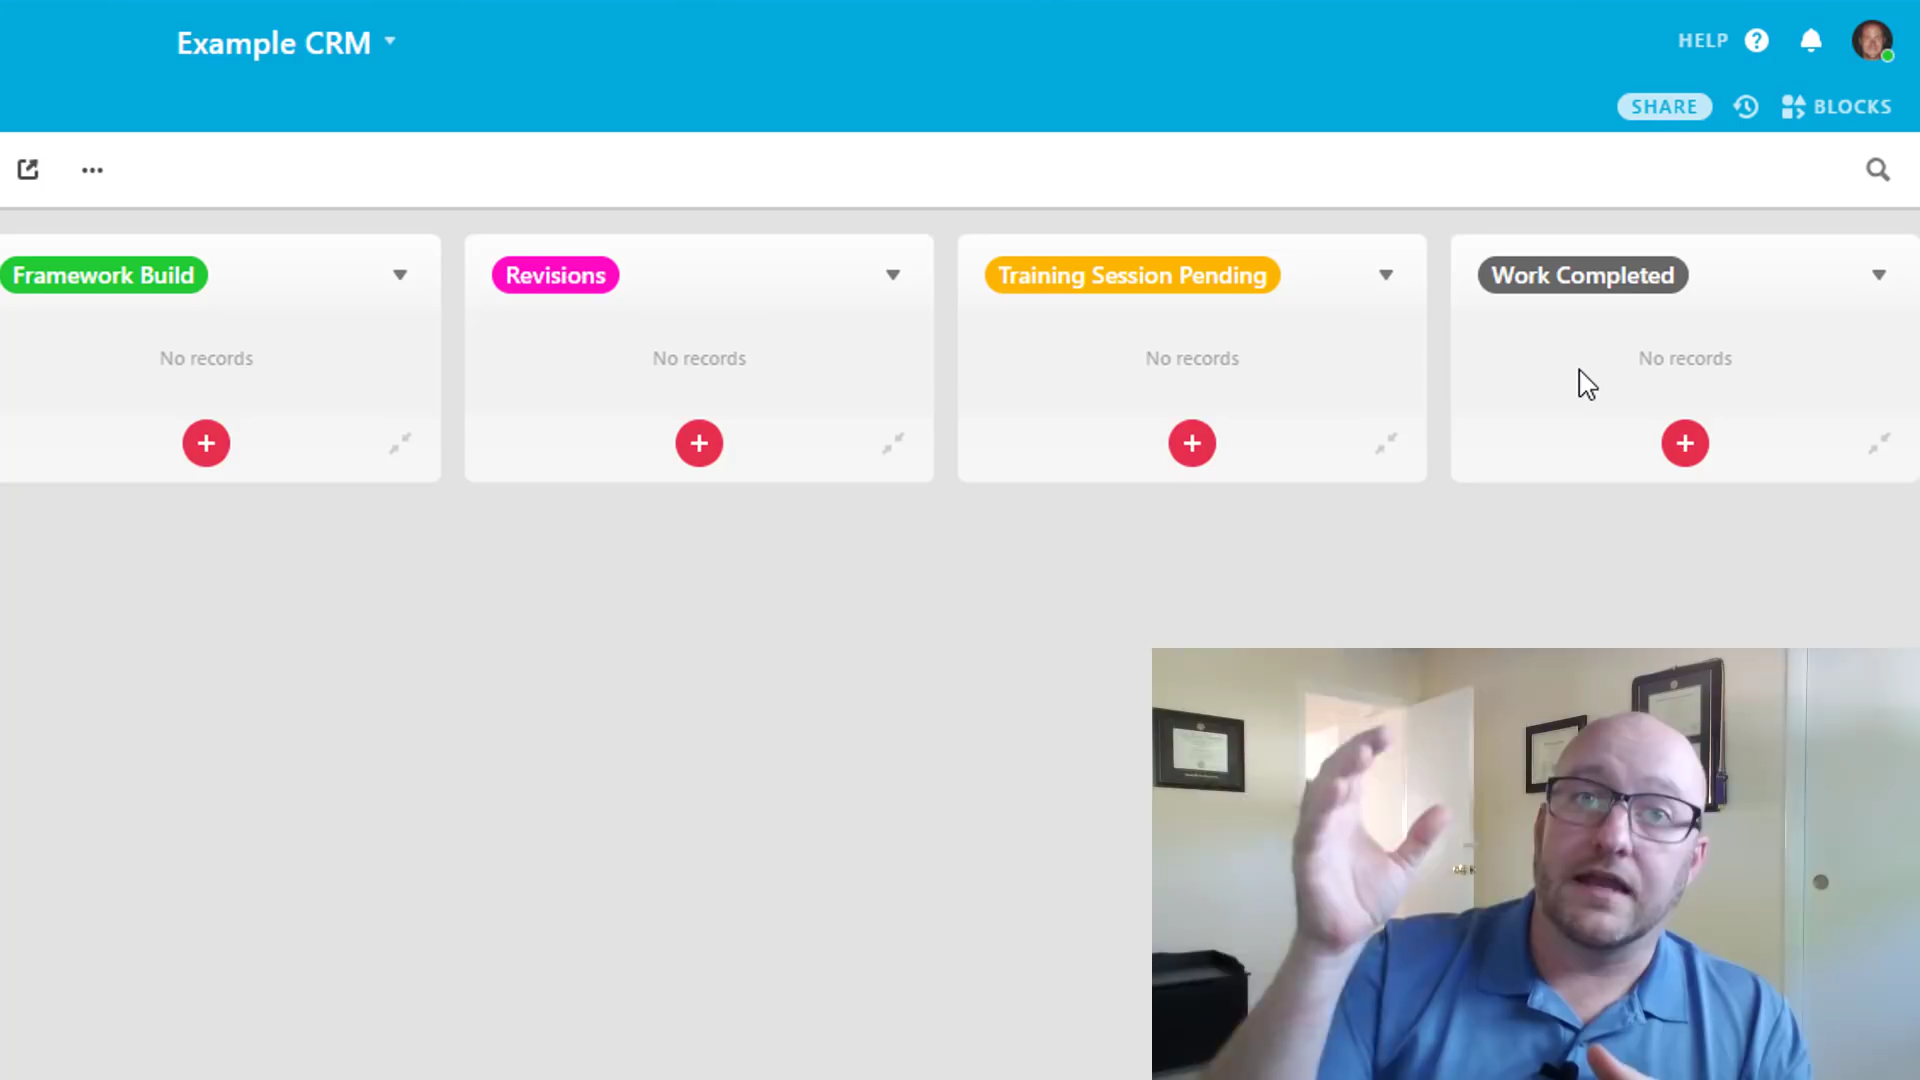 Example CRM
HELP ?
SHARE
BLOCKS
Framework Build
Revisions
Training Session Pending
Work Completed
No records
No records
No records
No records